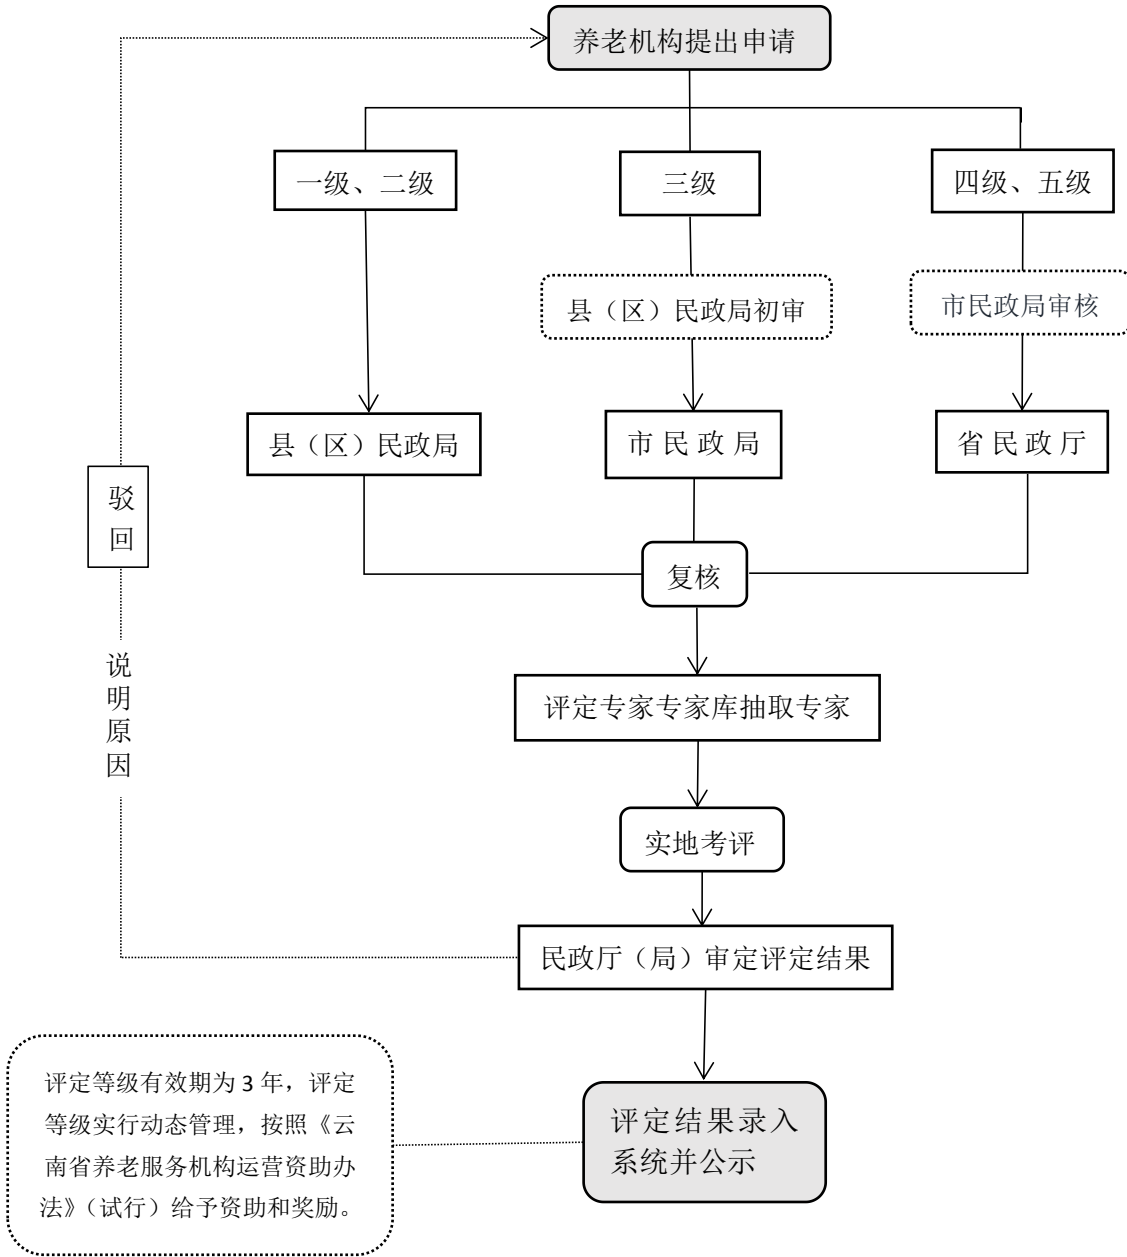 养老机构提出申请
一级、二级
三级
四级、五级
县（区）民政局初审
市民政局审核
县（区）民政局
市民政局
省民政厅
驳
回
复核
说
明
原
因
评定专家专家库抽取专家
实地考评
民政厅（局）审定评定结果
评定等级有效期为 3 年，评定
等级实行动态管理，按照《云
南省养老服务机构运营资助办
法》（试行）给予资助和奖励。
评定结果录入
系统并公示